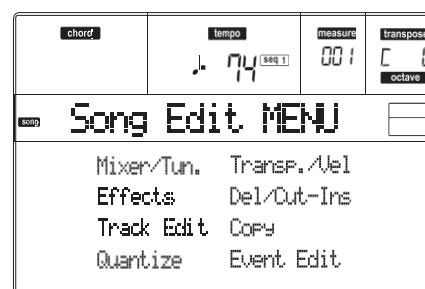 chord tempo measure transpose
♩. 74 seq 1 001 C
octave
song Song Edit MENU
Mixer/Tun. Transp./Vel
Effects Del/Cut-Ins
Track Edit Copy
Quantize Event Edit